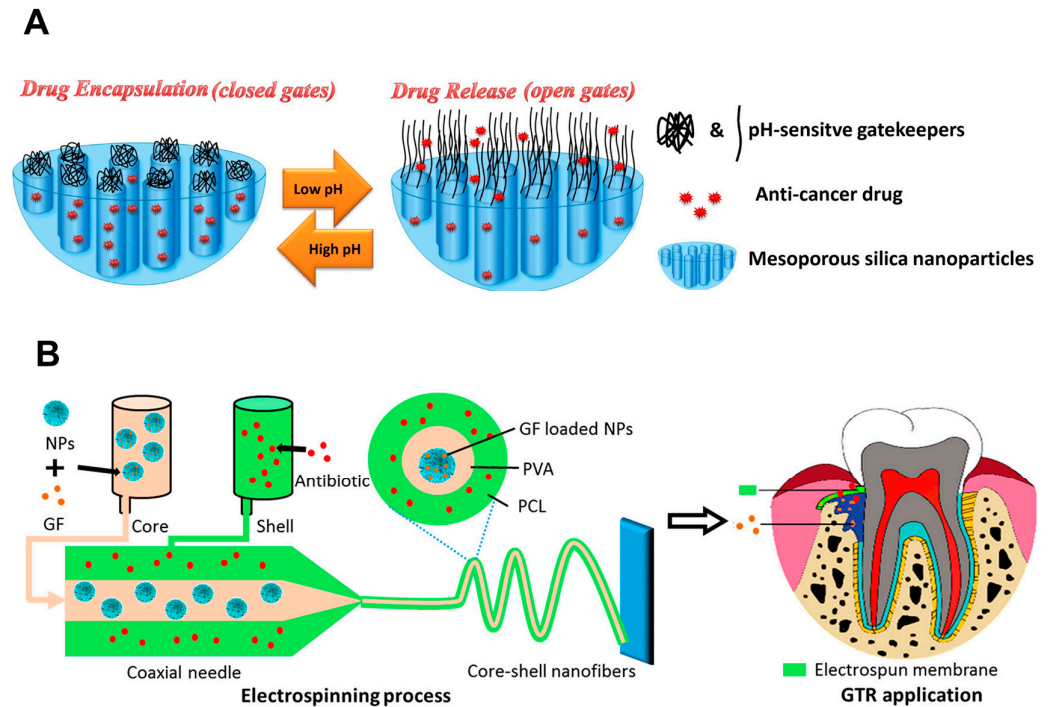 A
Drug Encapsulation (closed gates)
Drug Release (open gates)
Low pH
High pH
& pH-sensitve gatekeepers
Anti-cancer drug
Mesoporous silica nanoparticles
B
NPs
+
GF
Core
Shell
Antibiotic
GF loaded NPs
PVA
PCL
Coaxial needle
Core-shell nanofibers
Electrospinning process
Electrospun membrane
GTR application